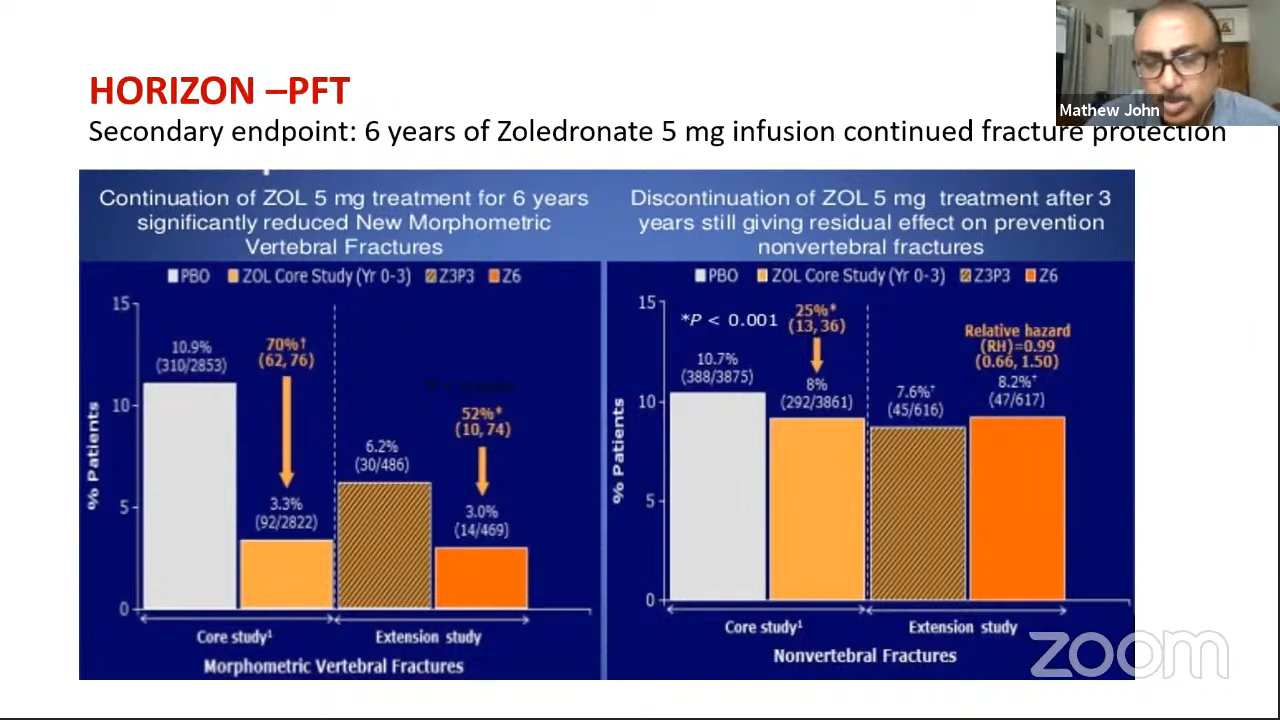 HORIZON –PFT
Mathew John
Secondary endpoint: 6 years of Zoledronate 5 mg infusion continued fracture protection
Continuation of ZOL 5 mg treatment for 6 years
significantly reduced New Morphometric
Vertebral Fractures
PBO ZOL Core Study (Yr 0-3) Z3P3 Z6
% Patients
15
10
5
0
10.9%
(310/2853)
70%†
(62, 76)
3.3%
(92/2822)
6.2%
(30/486)
52%*
(10, 74)
3.0%
(14/469)
Core study¹
Extension study
Morphometric Vertebral Fractures
Discontinuation of ZOL 5 mg treatment after 3
years still giving residual effect on prevention
nonvertebral fractures
PBO ZOL Core Study (Yr 0-3) Z3P3 Z6
% Patients
15
10
5
0
*P < 0.001
10.7%
(388/3875)
25%*
(13, 36)
8%
(292/3861)
7.6%†
(45/616)
Relative hazard
(RH)=0.99
(0.66, 1.50)
8.2%†
(47/617)
Core study¹
Extension study
Nonvertebral Fractures
zoom